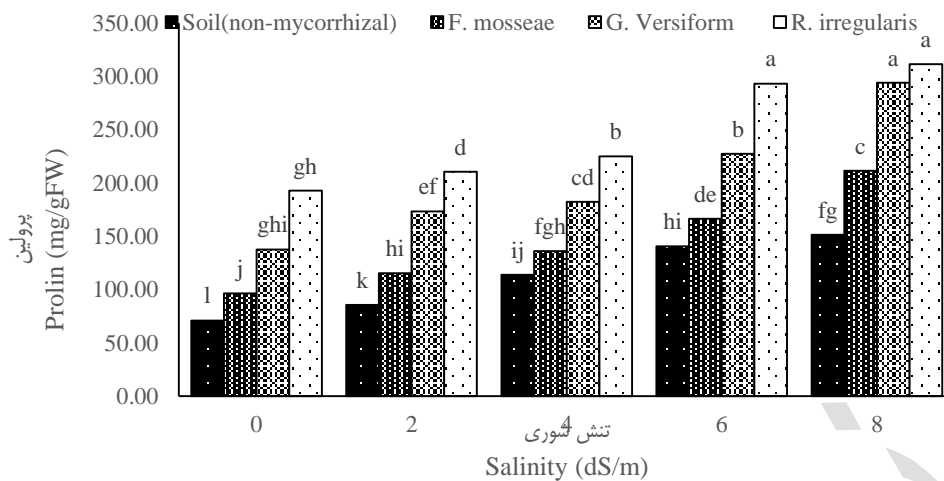 350.00
300.00
250.00
200.00
150.00
100.00
50.00
0.00
پرولین
Prolin (mg/gFW)
Soil(non-mycorrhizal) F. mosseae G. Versiform R. irregularis
l j ghi gh
k hi ef d
ij fgh cd b
hi de b a
fg c a a
0 2 4 6 8
تنش شوری
Salinity (dS/m)